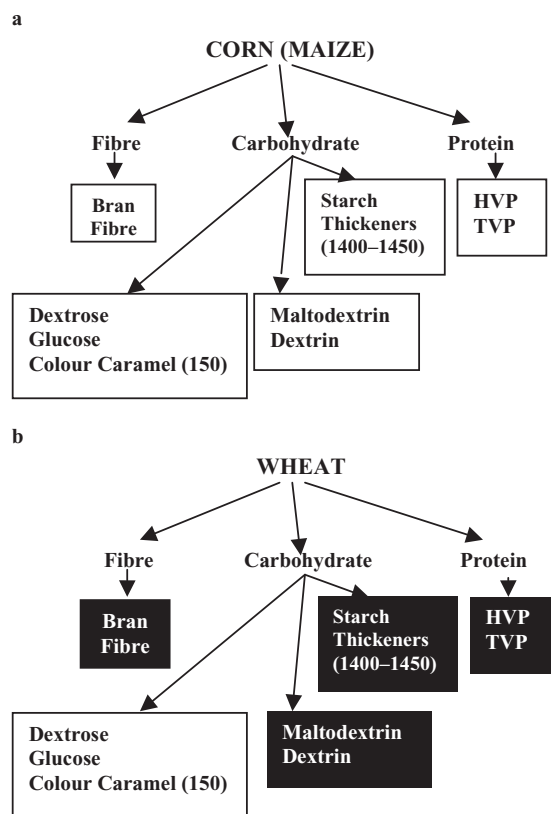 a
CORN (MAIZE)
Fibre Carbohydrate Protein
Bran
Fibre
Starch
Thickeners
(1400–1450)
HVP
TVP
Dextrose
Glucose
Colour Caramel (150)
Maltodextrin
Dextrin
b
WHEAT
Fibre Carbohydrate Protein
Bran
Fibre
Starch
Thickeners
(1400–1450)
HVP
TVP
Dextrose
Glucose
Colour Caramel (150)
Maltodextrin
Dextrin